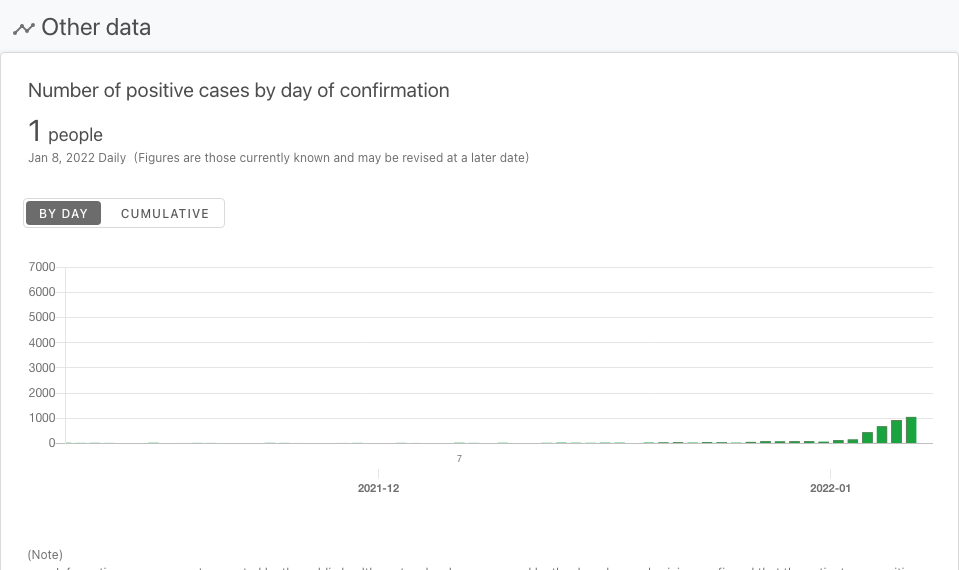 Other data
Number of positive cases by day of confirmation
1 people
Jan 8, 2022 Daily (Figures are those currently known and may be revised at a later date)
BY DAY CUMULATIVE
7000
6000
5000
4000
3000
2000
1000
0
7
2021-12 2022-01
(Note)